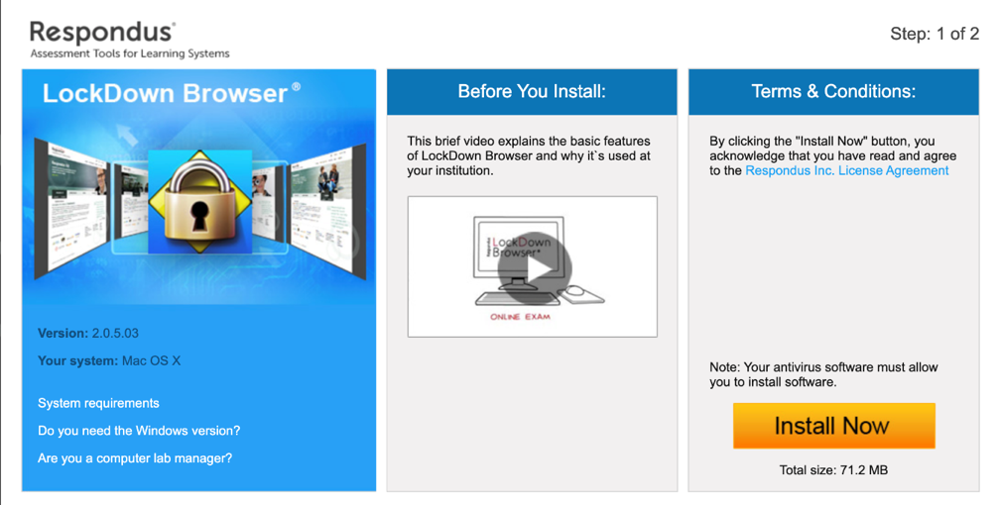 Respondus®
Assessment Tools for Learning Systems
Step: 1 of 2
LockDown Browser®
Version: 2.0.5.03
Your system: Mac OS X
System requirements
Do you need the Windows version?
Are you a computer lab manager?
Before You Install:
This brief video explains the basic features
of LockDown Browser and why it`s used at
your institution.
LockDown
Browser
ONLINE EXAM
Terms & Conditions:
By clicking the "Install Now" button, you
acknowledge that you have read and agree
to the Respondus Inc. License Agreement
Note: Your antivirus software must allow
you to install software.
Install Now
Total size: 71.2 MB